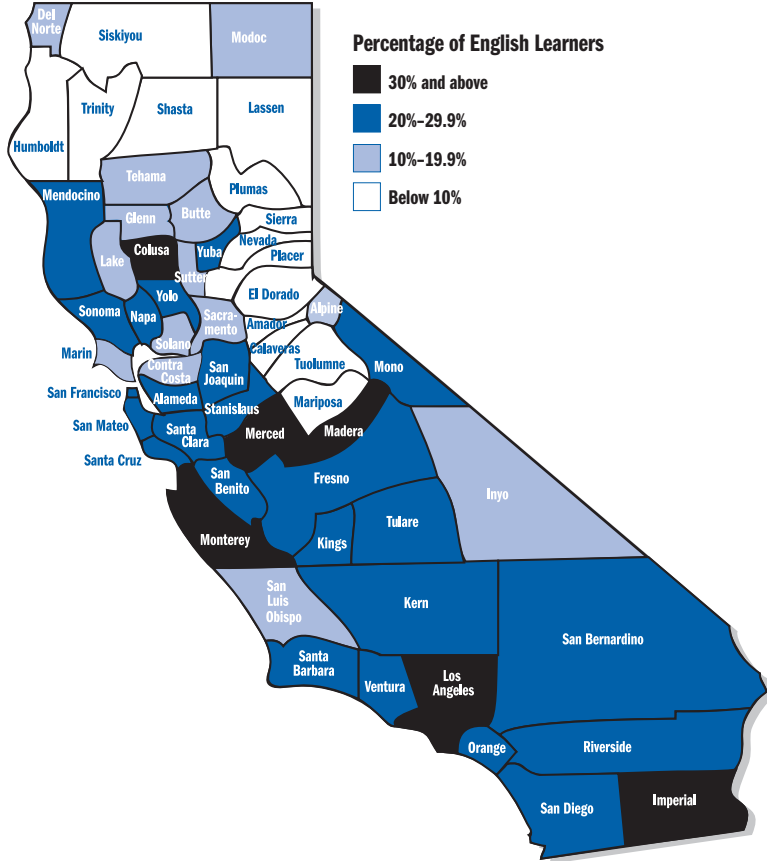 Del
Norte
Siskiyou
Modoc
Percentage of English Learners
30% and above
20%–29.9%
10%–19.9%
Below 10%
Trinity
Shasta
Lassen
Humboldt
Tehama
Plumas
Mendocino
Glenn
Butte
Sierra
Colusa
Yuba
Nevada
Lake
Sutter
Placer
Yolo
El Dorado
Sonoma
Napa
Sacra-
mento
Alpine
Amador
Solano
Calaveras
Marin
Contra
Costa
San
Joaquin
Tuolumne
Mono
San Francisco
Alameda
Stanislaus
Mariposa
San Mateo
Santa
Clara
Merced
Madera
Santa Cruz
San
Benito
Fresno
Inyo
Monterey
Kings
Tulare
San
Luis
Obispo
Kern
San Bernardino
Santa
Barbara
Ventura
Los
Angeles
Orange
Riverside
San Diego
Imperial